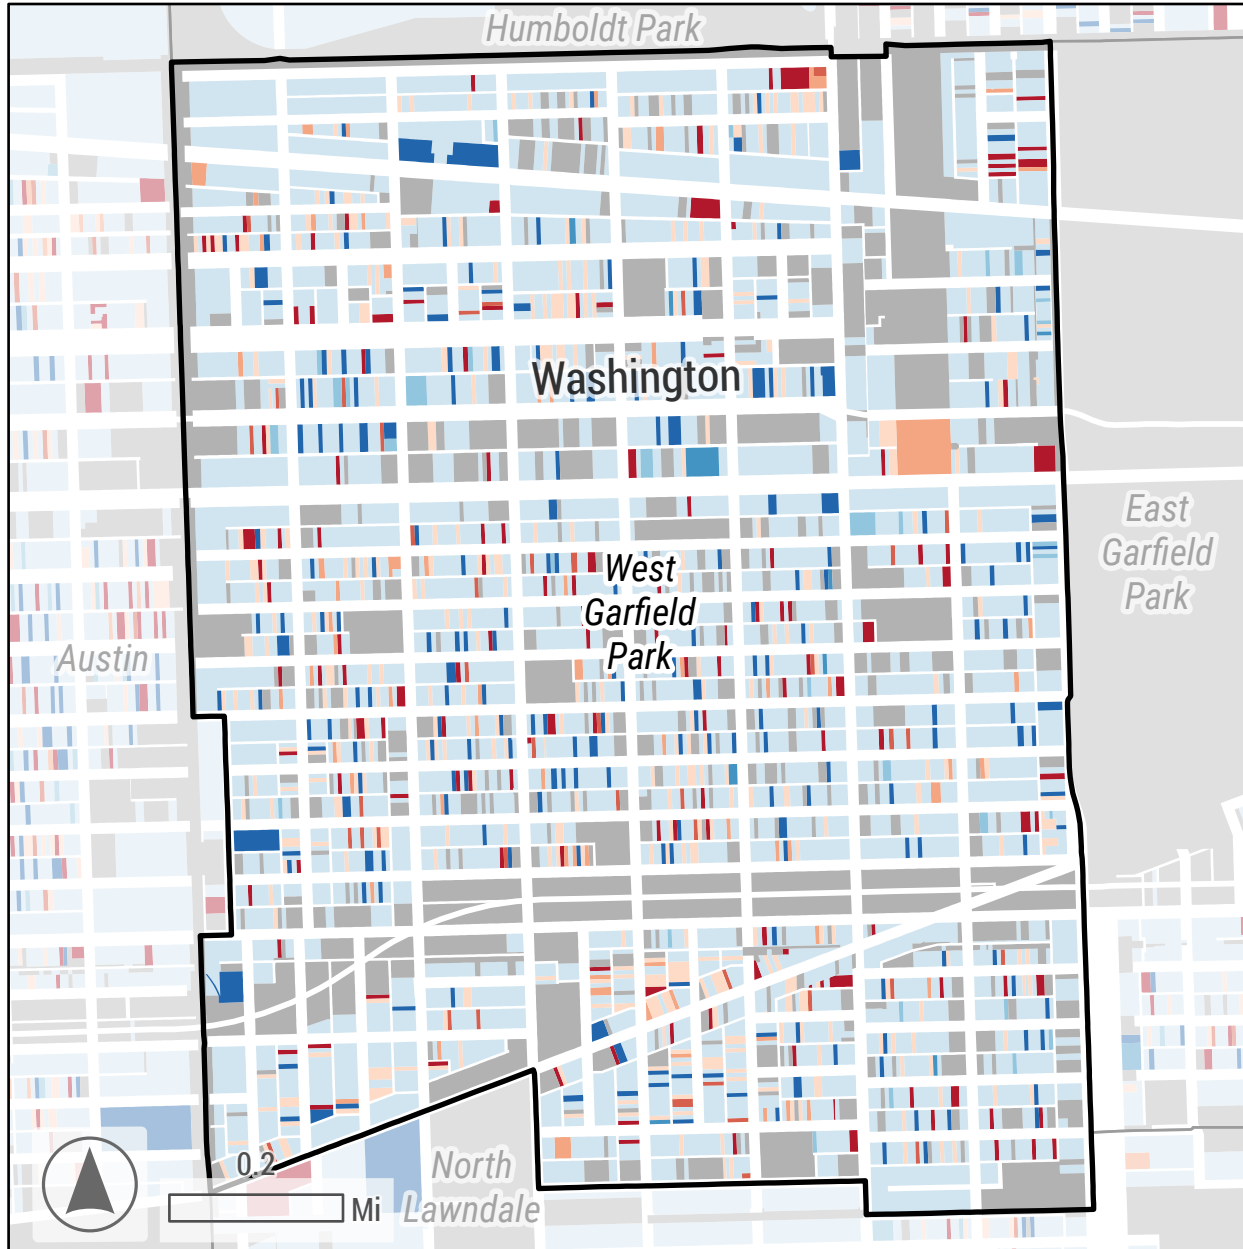 Humboldt Park
Washington
East
Garfield
Park
West
Garfield
Park
Austin
0.2
Mi
North
Lawndale